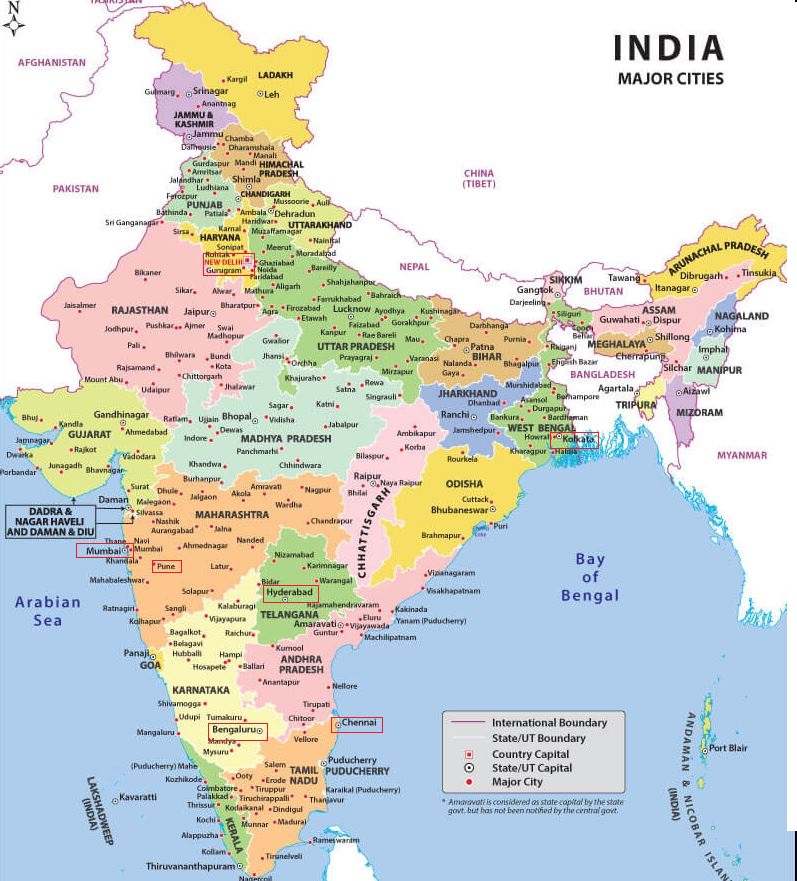 TAJIKISTAN
N
INDIA
MAJOR CITIES
AFGHANISTAN
Kargil
LADAKH
Gulmarg
Srinagar
Leh
Anantnag
JAMMU &
KASHMIR
Jammu
CHINA
(TIBET)
PAKISTAN
Dalhousie
Chamba
Dharamshala
Manali
Gurdaspur
Mandi
HIMACHAL
PRADESH
Amritsar
Jalandhar
Shimla
Ludhiana
Ferozpur
CHANDIGARH
PUNJAB
Mussoorie
Auli
Bathinda
Patiala
Ambala
Dehradun
Sri Ganganagar
Haridwar
UTTARAKHAND
Sirsa
Karnal
Muzaffarnagar
HARYANA
Nainital
Sonipat
Meerut
Rohtak
Moradabad
NEW DELHI
Ghaziabad
Gurugram
Noida
Bareilly
Faridabad
NEPAL
BHUTAN
SIKKIM
Gangtok
Darjeeling
Tawang
ARUNACHAL PRADESH
Dibrugarh
Tinsukia
Itanagar
Bikaner
Sikar
Alwar
Mathura
Aligarh
Shahjahanpur
Farrukhabad
Bahraich
Jaisalmer
RAJASTHAN
Jaipur
Bharatpur
Agra
Firozabad
Lucknow
Ayodhya
Kushinagar
Etawah
Faizabad
Gorakhpur
Siliguri
ASSAM
NAGALAND
Guwahati
Dispur
Kohima
Jodhpur
Pushkar
Ajmer
Swai
Madhopur
Gwalior
Kanpur
Rae Bareli
Darbhanga
Cooch
Behar
Pali
UTTAR PRADESH
Chapra
Patna
Purnia
Raiganj
MEGHALAYA
Shillong
Cherrapunji
Imphal
Bhilwara
Bundi
Jhansi
Orchha
Prayagraj
Varanasi
BIHAR
Nalanda
Bhagalpur
English Bazar
Silchar
MANIPUR
Rajsamand
Kota
Mirzapur
Gaya
BANGLADESH
Chittorgarh
Khajuraho
Rewa
Mount Abu
Udaipur
Jhalawar
Satna
Singrauli
JHARKHAND
Murshidabad
Agartala
Aizawl
Dhanbad
Asansol
Berhampore
TRIPURA
MIZORAM
Bhuj
Kandla
Gandhinagar
Ratlam
Ujjain
Bhopal
Sagar
Katni
Ranchi
Durgapur
Bankura
Bardhaman
Vidisha
Jabalpur
Jamnagar
GUJARAT
Ahmedabad
Indore
Dewas
MADHYA PRADESH
Ambikapur
Jamshedpur
WEST BENGAL
Howrah
Kolkata
Dwarka
Rajkot
Panchmarhi
Korba
Bilaspur
Kharagpur
Haldia
MYANMAR
Vadodara
Porbandar
Junagadh
Bhavnagar
Khandwa
Chhindwara
Rourkela
Surat
Burhanpur
Raipur
Naya Raipur
ODISHA
Daman
Dhule
Jalgaon
Akola
Amravati
Nagpur
Bhilai
Malegaon
Wardha
Cuttack
Silvassa
Bhubaneswar
DADRA &
NAGAR HAVELI
AND DAMAN & DIU
MAHARASHTRA
Nashik
Chandrapur
Puri
Aurangabad
Jalna
CHHATTISGARH
Brahmapur
Thane
Navi
Mumbai
Mumbai
Ahmednagar
Nanded
Nizamabad
Khandala
Pune
Latur
Karimnagar
Mahabaleshwar
Bidar
Warangal
Vizianagaram
Solapur
Hyderabad
Visakhapatnam
Bay
of
Bengal
Arabian
Sea
Ratnagiri
Sangli
Kalaburagi
Rajamahendravaram
Kakinada
Kolhapur
Vijayapura
TELANGANA
Eluru
Yanam (Puducherry)
Amaravati
Vijayawada
Bagalkot
Raichur
Guntur
Machilipatnam
Belagavi
Panaji
Hubballi
Hampi
Kurnool
GOA
Hosapete
Ballari
ANDHRA
PRADESH
Anantapur
KARNATAKA
Nellore
Shivamogga
Tirupati
Udupi
Tumakuru
Chitoor
Chennai
Mangaluru
Bengaluru
Mandya
Vellore
Mysuru
(Puducherry) Mahe
Puducherry
PUDUCHERRY
Salem
TAMIL
NADU
Kozhikode
Ooty
Erode
Karaikal (Puducherry)
Coimbatore
Tiruppur
Palakkad
Tiruchirappalli
Thanjavur
Thrissur
Kodaikanal
Dindigul
Kochi
Munnar
Madurai
Alappuzha
KERALA
Rameswaram
Kollam
Tirunelveli
Thiruvananthapuram
Nagercoil
LAKSHADWEEP
(INDIA)
Kavaratti
International Boundary
State/UT Boundary
Country Capital
State/UT Capital
Major City
* Amaravati is considered as state capital by the state
govt. but has not been notified by the central govt.
Port Blair
ANDAMAN & NICOBAR ISLAN
(INDIA)